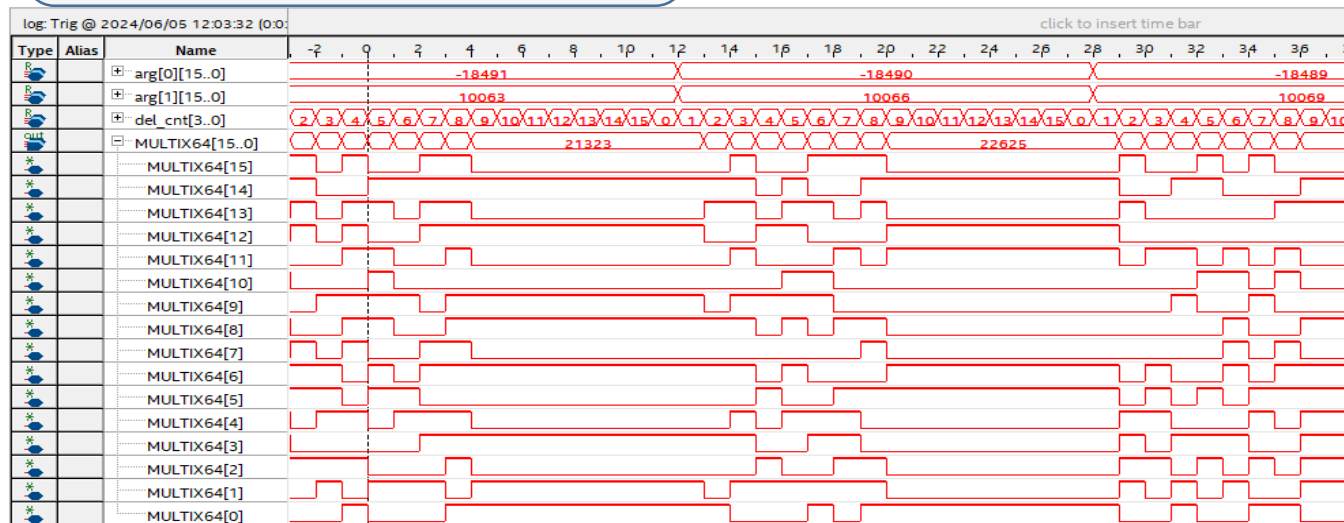 log: Trig @ 2024/06/05 12:03:32 (0:0:
click to insert time bar
Type Alias Name -2 0 2 4 6 8 10 12 14 16 18 20 22 24 26 28 30 32 34 36
R arg[0][15..0] -18491 -18490 -18489
R arg[1][15..0] 10063 10066 10069
R del_cnt[3..0] 2 3 4 5 6 7 8 9 10 11 12 13 14 15 0 1 2 3 4 5 6 7 8 9 10 11 12 13 14 15 0 1 2 3 4 5 6 7 8 9 10
out MULTIX64[15..0] 21323 22625
* MULTIX64[15]
* MULTIX64[14]
* MULTIX64[13]
* MULTIX64[12]
* MULTIX64[11]
* MULTIX64[10]
* MULTIX64[9]
* MULTIX64[8]
* MULTIX64[7]
* MULTIX64[6]
* MULTIX64[5]
* MULTIX64[4]
* MULTIX64[3]
* MULTIX64[2]
* MULTIX64[1]
* MULTIX64[0]